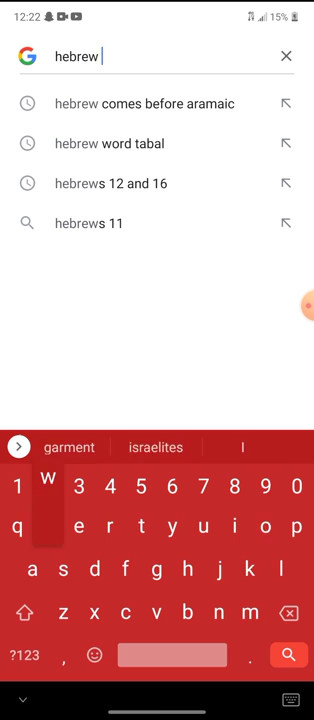 12:22 15%
hebrew
hebrew comes before aramaic
hebrew word tabal
hebrews 12 and 16
hebrews 11
garment israelites I
1 w 3 4 5 6 7 8 9 0
q e r t y u i o p
a s d f g h j k l
z x c v b n m
?123 , .